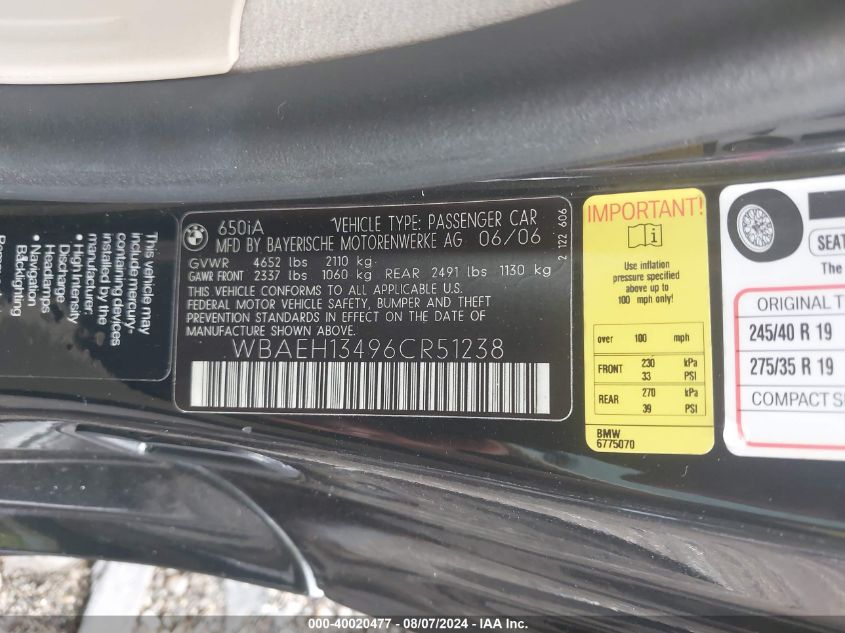 This vehicle may
include mercury-
containing devices
installed by the
manufacturer:
• High Intensity
Discharge
Headlamps
• Navigation
Backlighting
650iA VEHICLE TYPE: PASSENGER CAR
MFD BY BAYERISCHE MOTORENWERKE AG 06/06
GVWR 4652 lbs 2110 kg
GAWR FRONT 2337 lbs 1060 kg REAR 2491 lbs 1130 kg
THIS VEHICLE CONFORMS TO ALL APPLICABLE U.S.
FEDERAL MOTOR VEHICLE SAFETY, BUMPER AND THEFT
PREVENTION STANDARDS IN EFFECT ON THE DATE OF
MANUFACTURE SHOWN ABOVE.
WBAEH13496CR51238
2 122 606
IMPORTANT!
Use inflation
pressure specified
above up to
100 mph only!
over 100 mph
FRONT 230 kPa
33 PSI
REAR 270 kPa
39 PSI
BMW
6775070
SEAT
The
ORIGINAL T
245/40 R 19
275/35 R 19
COMPACT S
000-40020477 - 08/07/2024 - IAAI - US - Copyright. IAA, Inc.